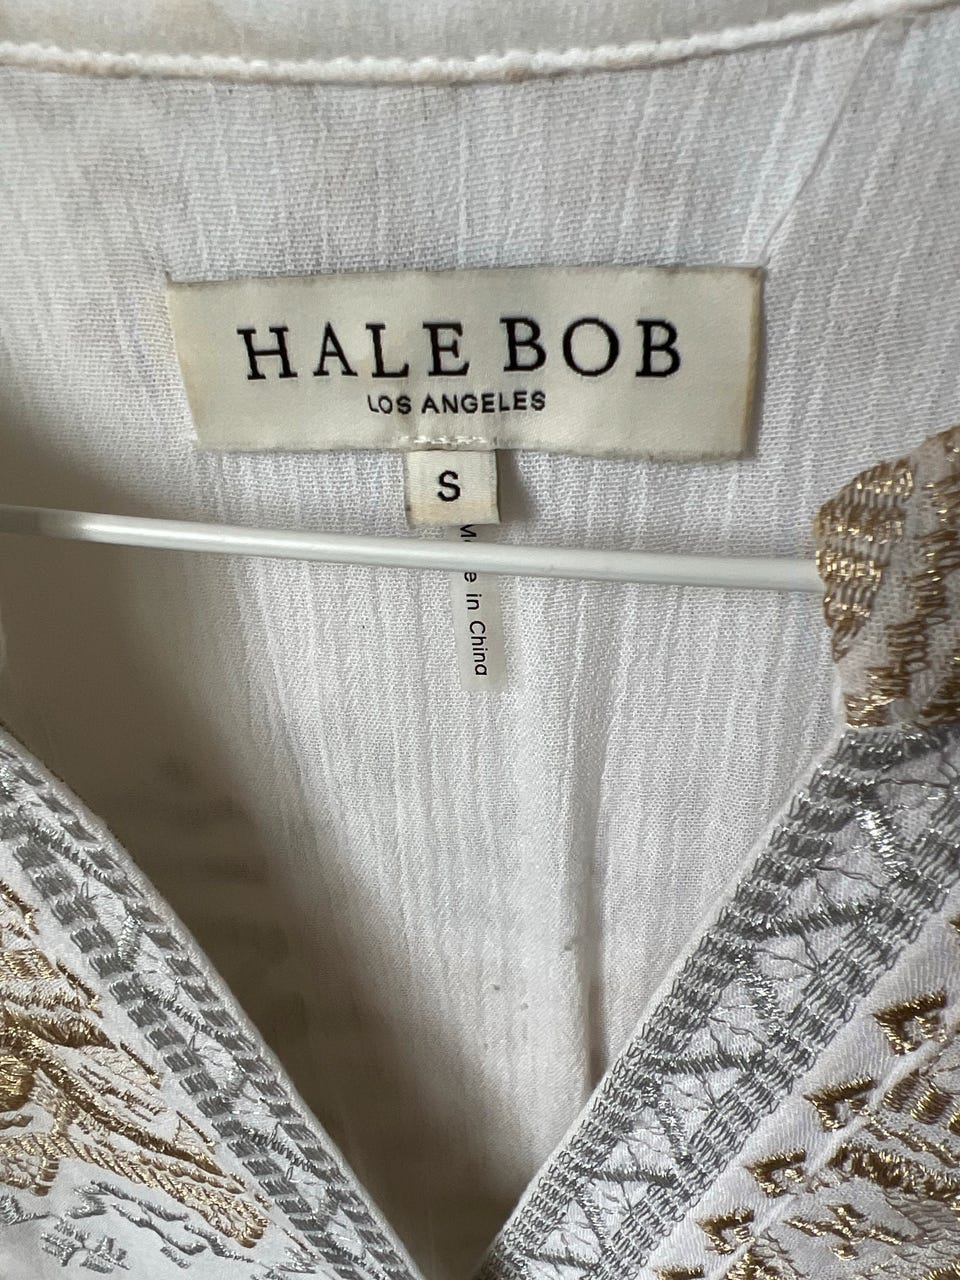 HALE BOB
LOS ANGELES
S
in China